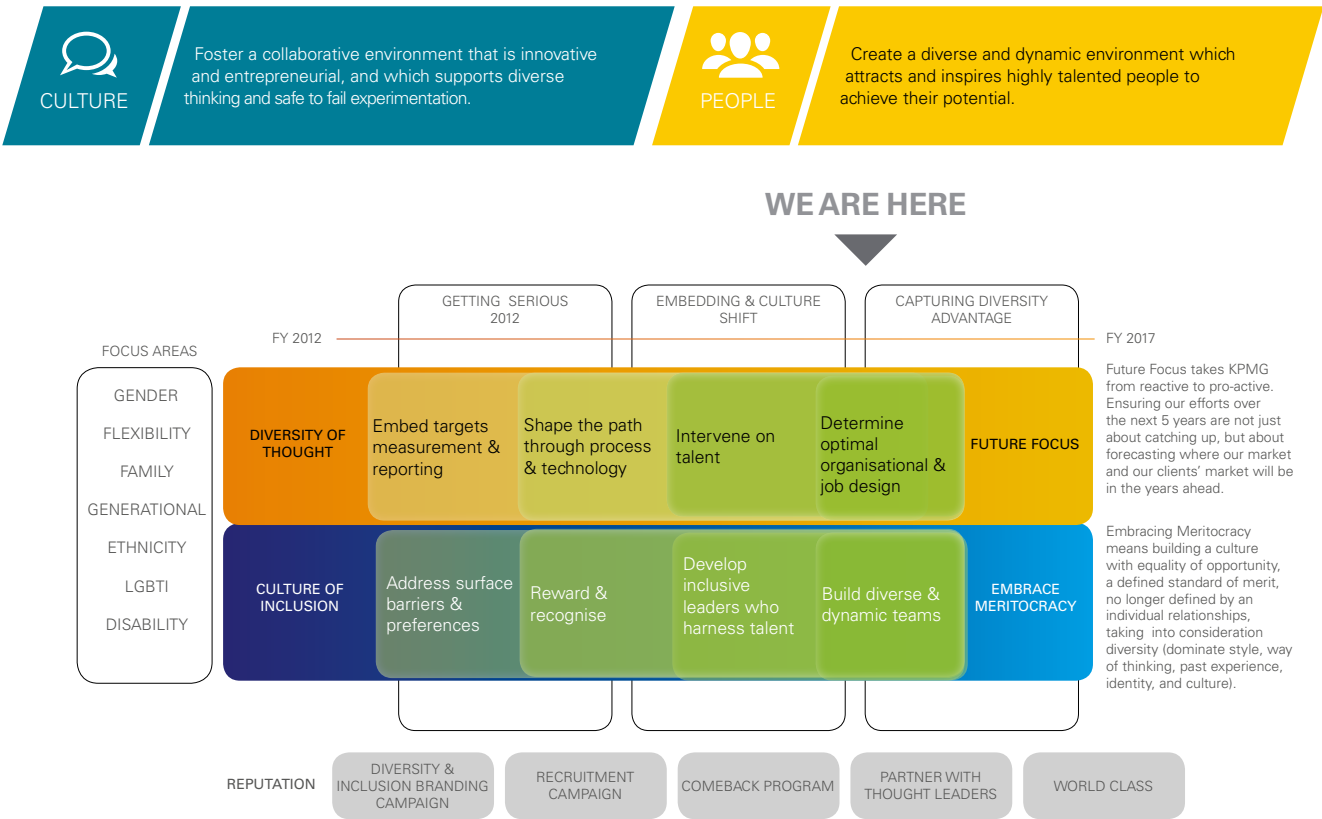 CULTURE
Foster a collaborative environment that is innovative
and entrepreneurial, and which supports diverse
thinking and safe to fail experimentation.
PEOPLE
Create a diverse and dynamic environment which
attracts and inspires highly talented people to
achieve their potential.
WE ARE HERE
GETTING SERIOUS
2012
EMBEDDING & CULTURE
SHIFT
CAPTURING DIVERSITY
ADVANTAGE
FY 2012
FY 2017
FOCUS AREAS
GENDER
FLEXIBILITY
FAMILY
GENERATIONAL
ETHNICITY
LGBTI
DISABILITY
DIVERSITY OF
THOUGHT
Embed targets
measurement &
reporting
Shape the path
through process
& technology
Intervene on
talent
Determine
optimal
organisational &
job design
FUTURE FOCUS
Future Focus takes KPMG
from reactive to pro-active.
Ensuring our efforts over
the next 5 years are not just
about catching up, but about
forecasting where our market
and our clients’ market will be
in the years ahead.
CULTURE OF
INCLUSION
Address surface
barriers &
preferences
Reward &
recognise
Develop
inclusive
leaders who
harness talent
Build diverse &
dynamic teams
EMBRACE
MERITOCRACY
Embracing Meritocracy
means building a culture
with equality of opportunity,
a defined standard of merit,
no longer defined by an
individual relationships,
taking into consideration
diversity (dominate style, way
of thinking, past experience,
identity, and culture).
REPUTATION
DIVERSITY &
INCLUSION BRANDING
CAMPAIGN
RECRUITMENT
CAMPAIGN
COMEBACK PROGRAM
PARTNER WITH
THOUGHT LEADERS
WORLD CLASS